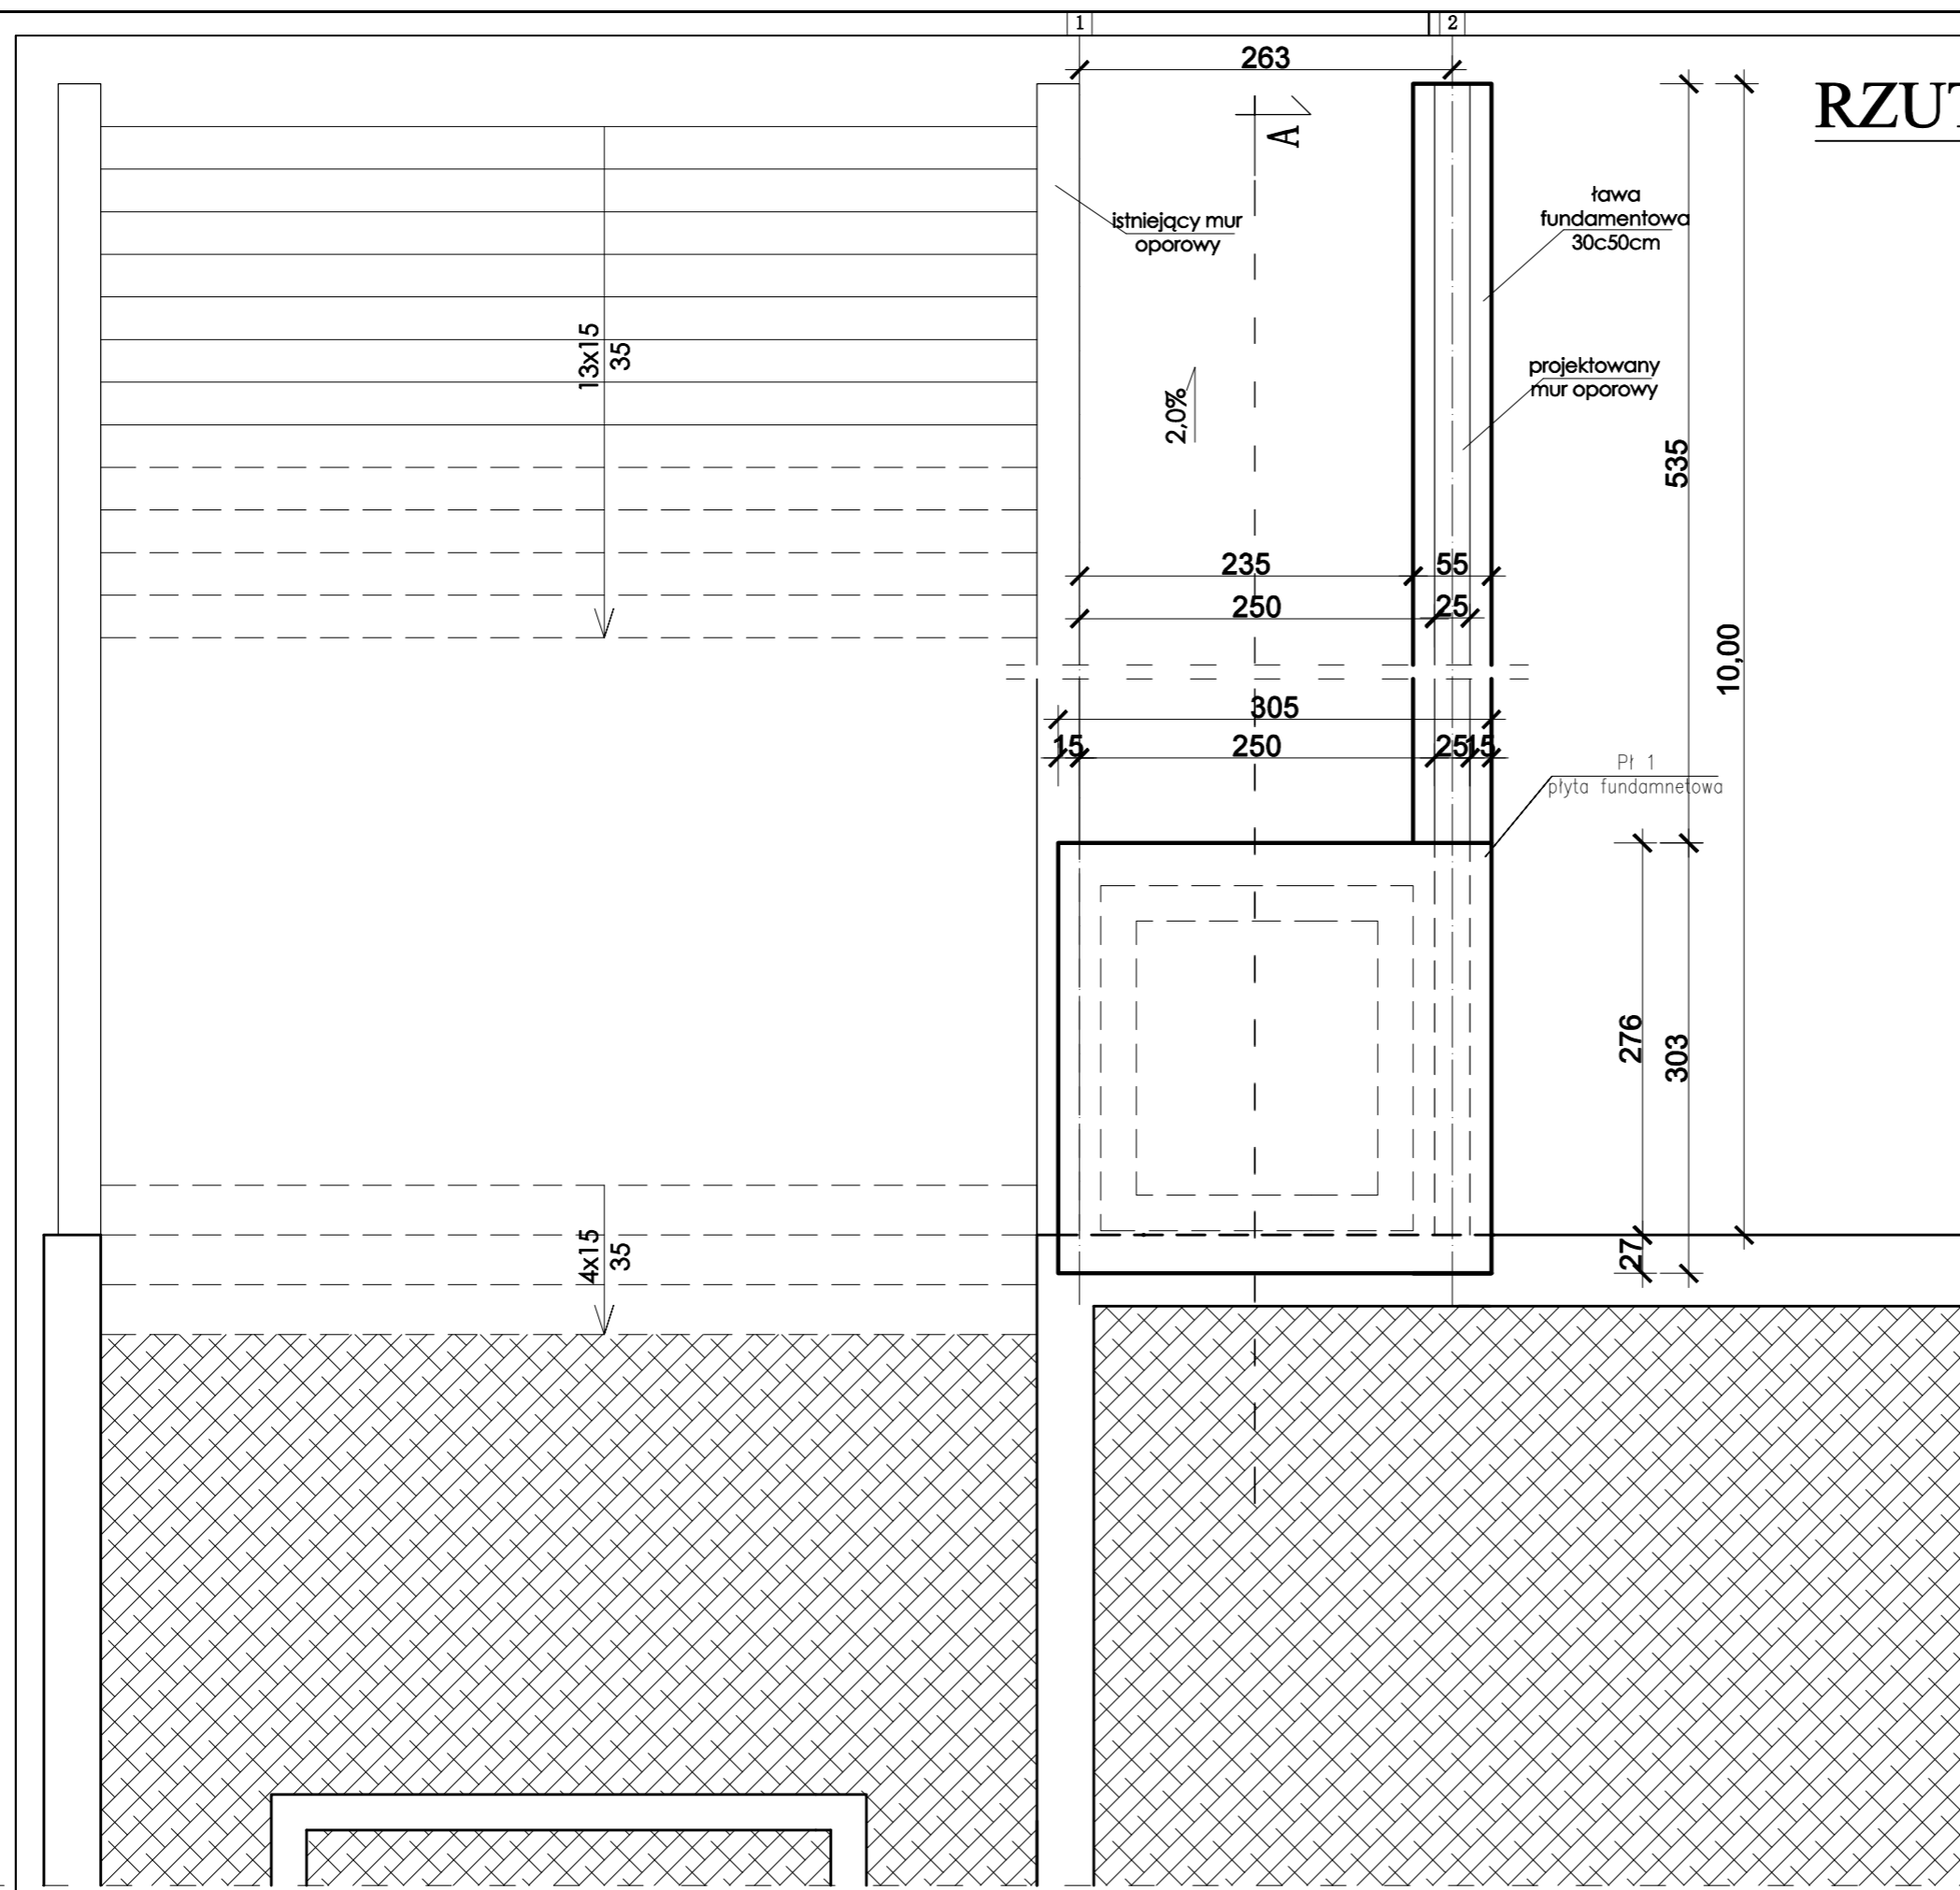 1
2
263
RZUT
A
ława
fundamentowa
30c50cm
istniejący mur
oporowy
13x15
35
projektowany
mur oporowy
2,0%
535
235
55
250
25
10,00
305
15
250
25
15
Pł 1
płyta fundamnetowa
276
303
4x15
35
27